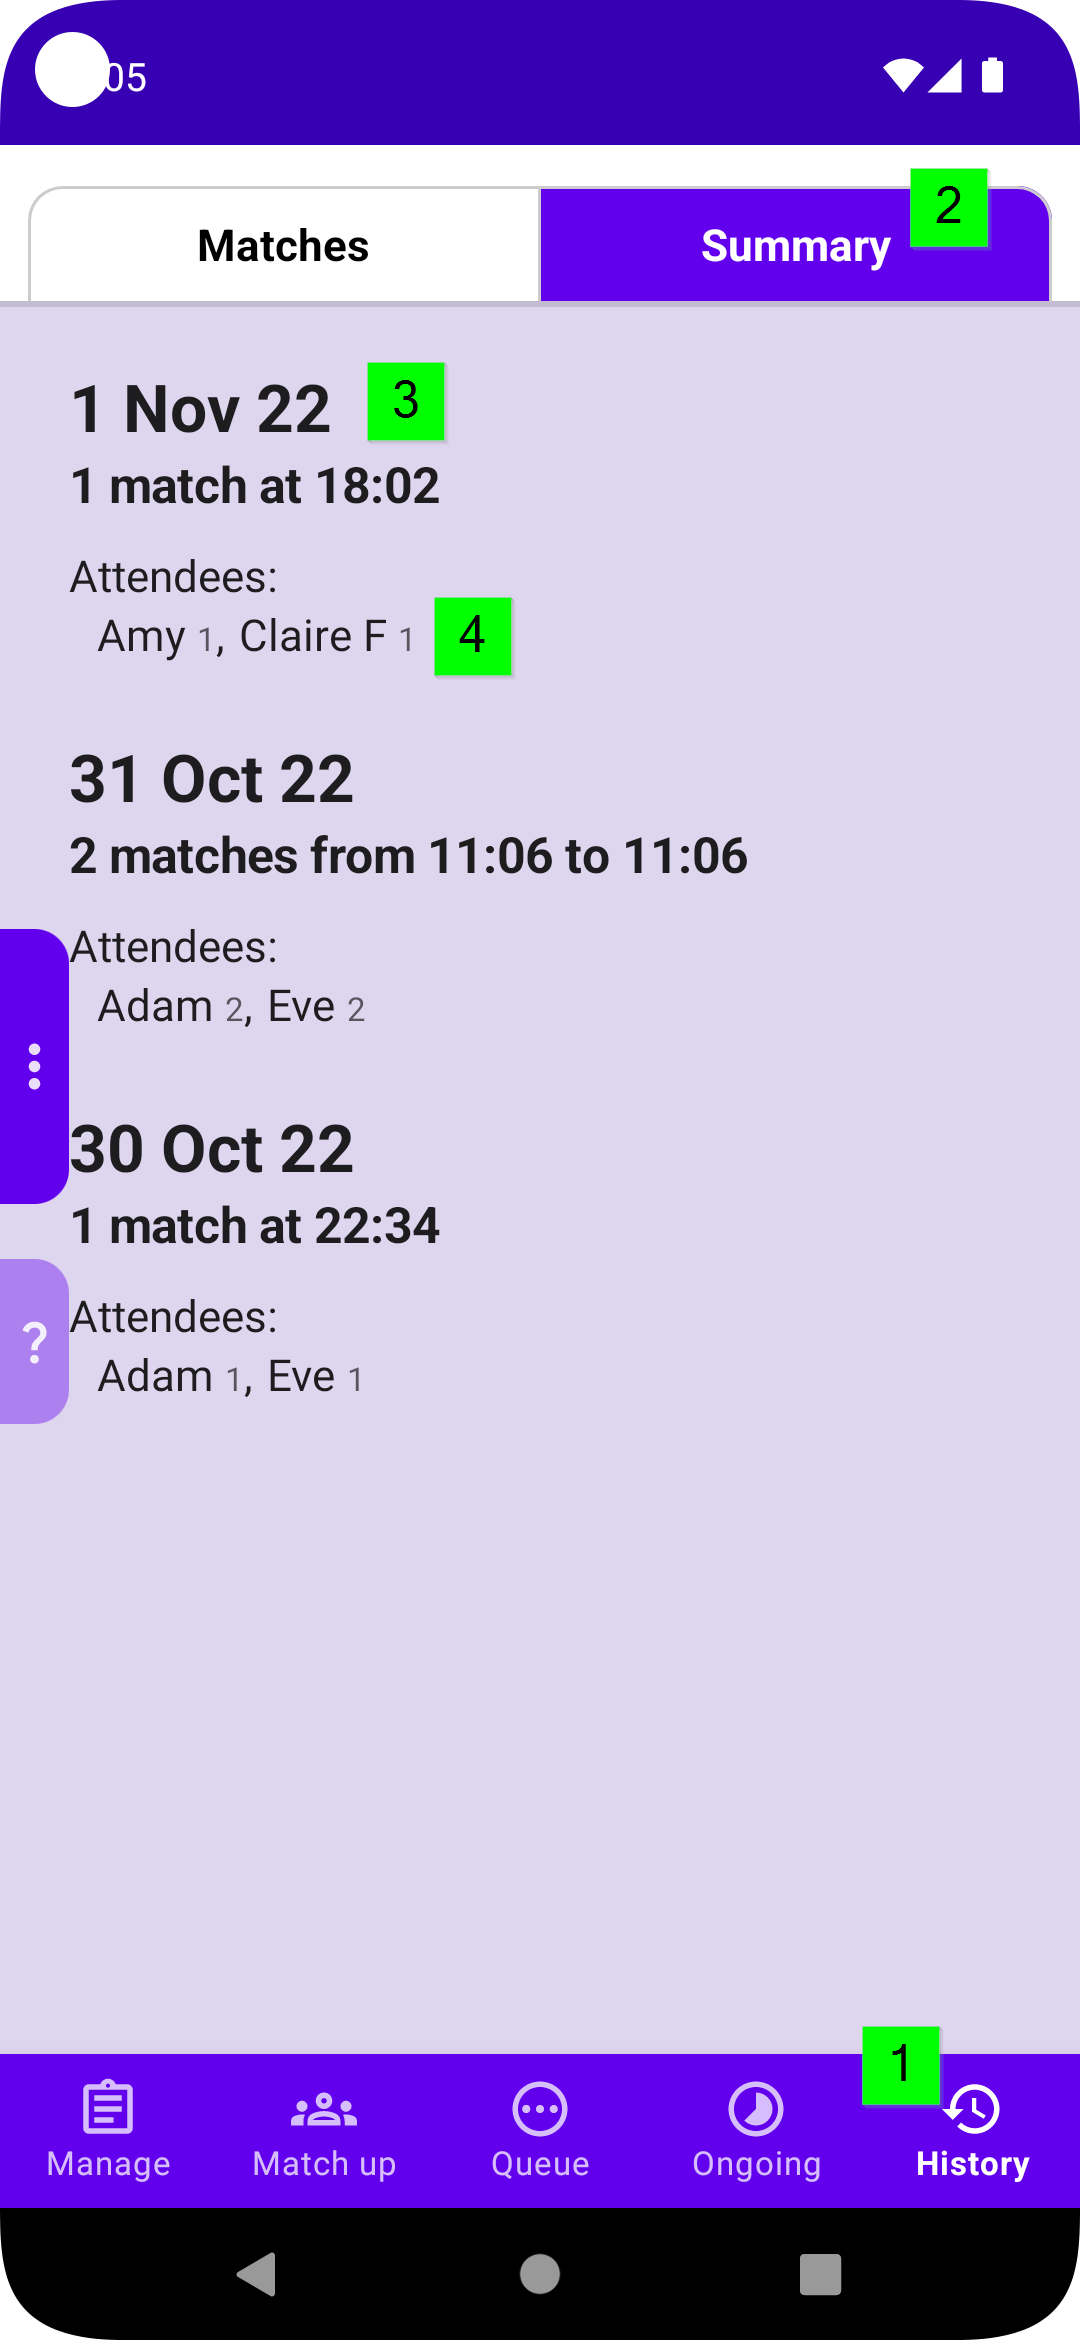 05
Matches
Summary
2
1 Nov 22
3
1 match at 18:02
Attendees:
Amy 1, Claire F 1
4
31 Oct 22
2 matches from 11:06 to 11:06
Attendees:
Adam 2, Eve 2
30 Oct 22
1 match at 22:34
?
Attendees:
Adam 1, Eve 1
1
Manage
Match up
Queue
Ongoing
History